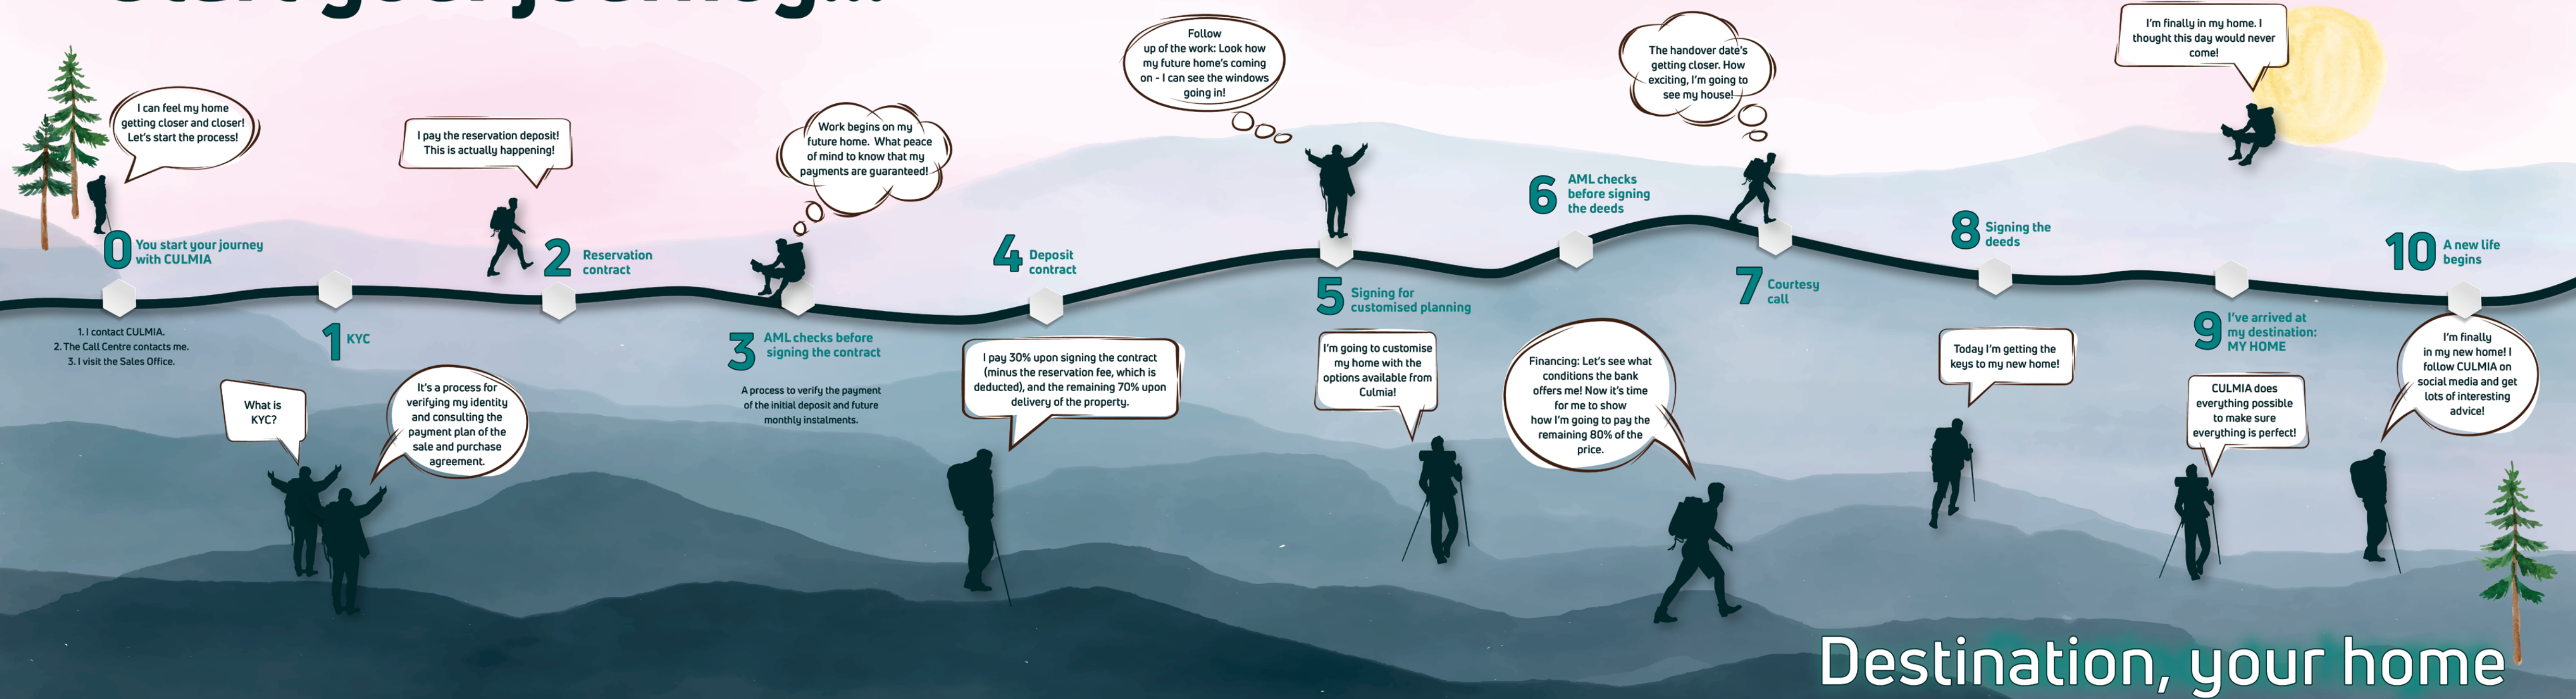 Start your journey...
I can feel my home
getting closer and closer!
Let's start the process!
0
You start your journey
with CULMIA
1. I contact CULMIA.
2. The Call Centre contacts me.
3. I visit the Sales Office.
1
KYC
What is
KYC?
It's a process for
verifying my identity
and consulting the
payment plan of the
sale and purchase
agreement.
I pay the reservation deposit!
This is actually happening!
2
Reservation
contract
Work begins on my
future home. What peace
of mind to know that my
payments are guaranteed!
3
AML checks before
signing the contract
A process to verify the payment
of the initial deposit and future
monthly instalments.
4
Deposit
contract
I pay 30% upon signing the contract
(minus the reservation fee, which is
deducted), and the remaining 70% upon
delivery of the property.
Follow
up of the work: Look how
my future home's coming
on - I can see the windows
going in!
5
Signing for
customised planning
I'm going to customise
my home with the
options available from
Culmia!
6
AML checks
before signing
the deeds
Financing: Let's see what
conditions the bank
offers me! Now it's time
for me to show
how I'm going to pay the
remaining 80% of the
price.
The handover date's
getting closer. How
exciting, I'm going to
see my house!
7
Courtesy
call
8
Signing the
deeds
Today I'm getting the
keys to my new home!
I'm finally in my home. I
thought this day would never
come!
9
I've arrived at
my destination:
MY HOME
CULMIA does
everything possible
to make sure
everything is perfect!
10
A new life
begins
I'm finally
in my new home! I
follow CULMIA on
social media and get
lots of interesting
advice!
Destination, your home